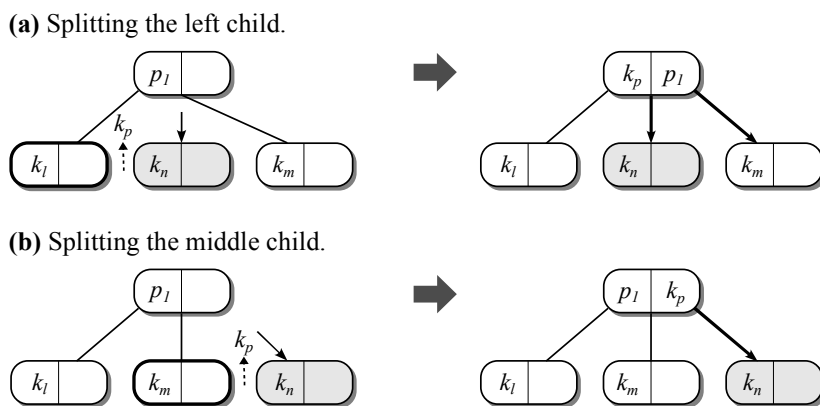 (a) Splitting the left child.
p1 kp p1
kp
kl kn km kl kn km
(b) Splitting the middle child.
p1 p1 kp
kp
kl km kn kl km kn